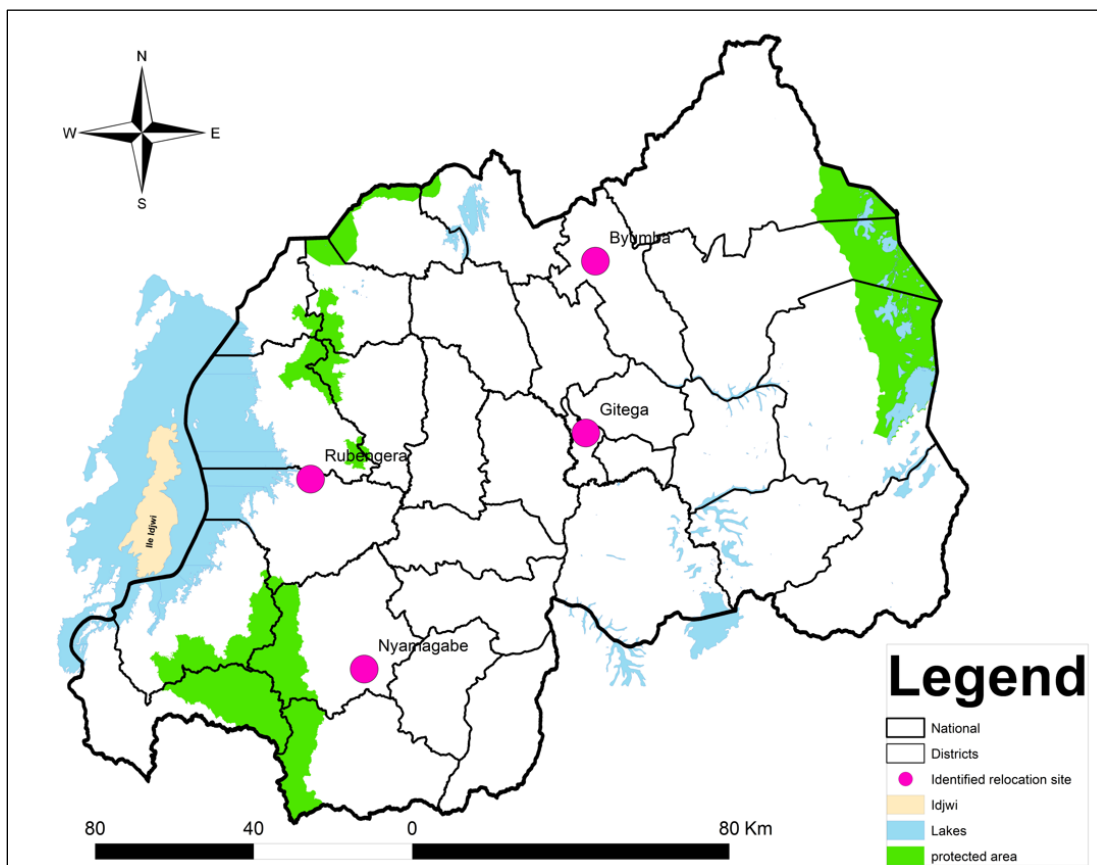 N
W
E
S
Byumba
Gitega
Rubengera
Ile Idjwi
Nyamagabe
Legend
National
Districts
Identified relocation site
Idjwi
Lakes
protected area
80
40
0
80 Km